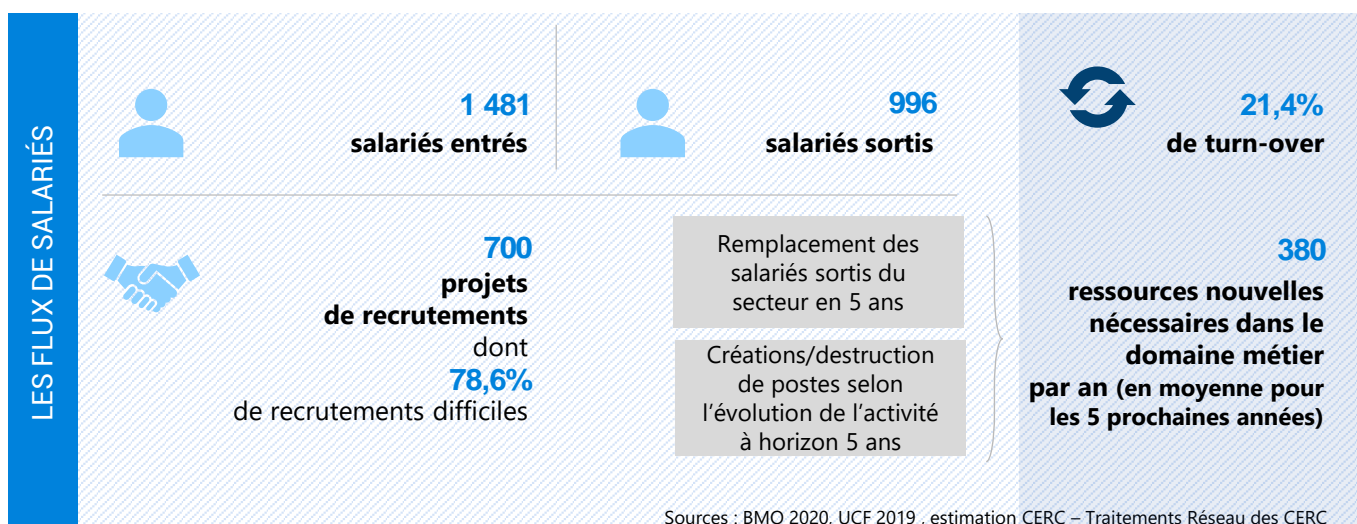 LES FLUX DE SALARIÉS
1 481
salariés entrés
996
salariés sortis
21,4%
de turn-over
700
projets
de recrutements
dont
78,6%
de recrutements difficiles
Remplacement des
salariés sortis du
secteur en 5 ans
Créations/destruction
de postes selon
l'évolution de l'activité
à horizon 5 ans
380
ressources nouvelles
nécessaires dans le
domaine métier
par an (en moyenne pour
les 5 prochaines années)
Sources : BMO 2020, UCF 2019 , estimation CERC – Traitements Réseau des CERC